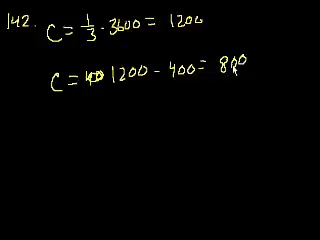 142. C = 1/3 · 3600 = 1200
C = 1200 - 400 = 800